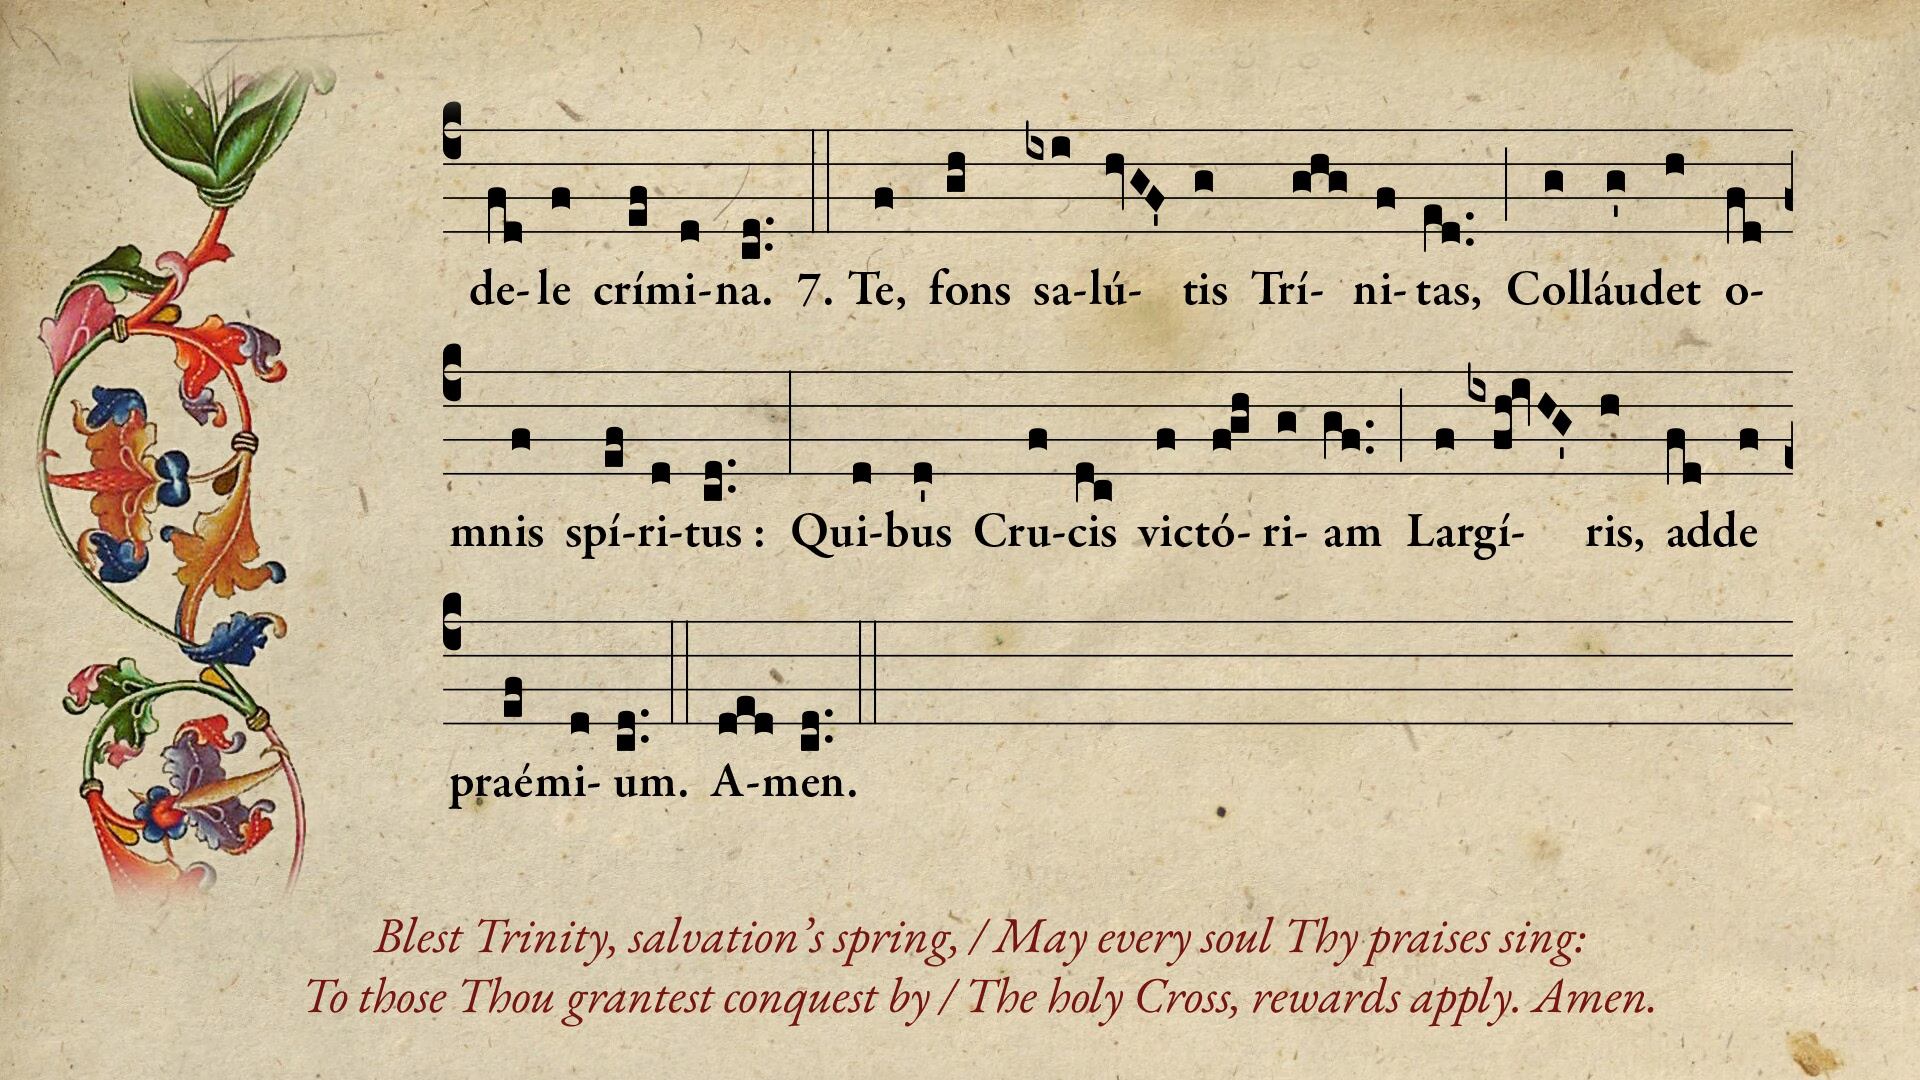 de-le crími-na. 7. Te, fons sa-lú- tis Trí- ni-tas, Colláudet o-
mnis spí-ri-tus : Qui-bus Cru-cis victó-ri- am Largí- ris, adde
praémi- um. A-men.
Blest Trinity, salvation’s spring, / May every soul Thy praises sing:
To those Thou grantest conquest by / The holy Cross, rewards apply. Amen.